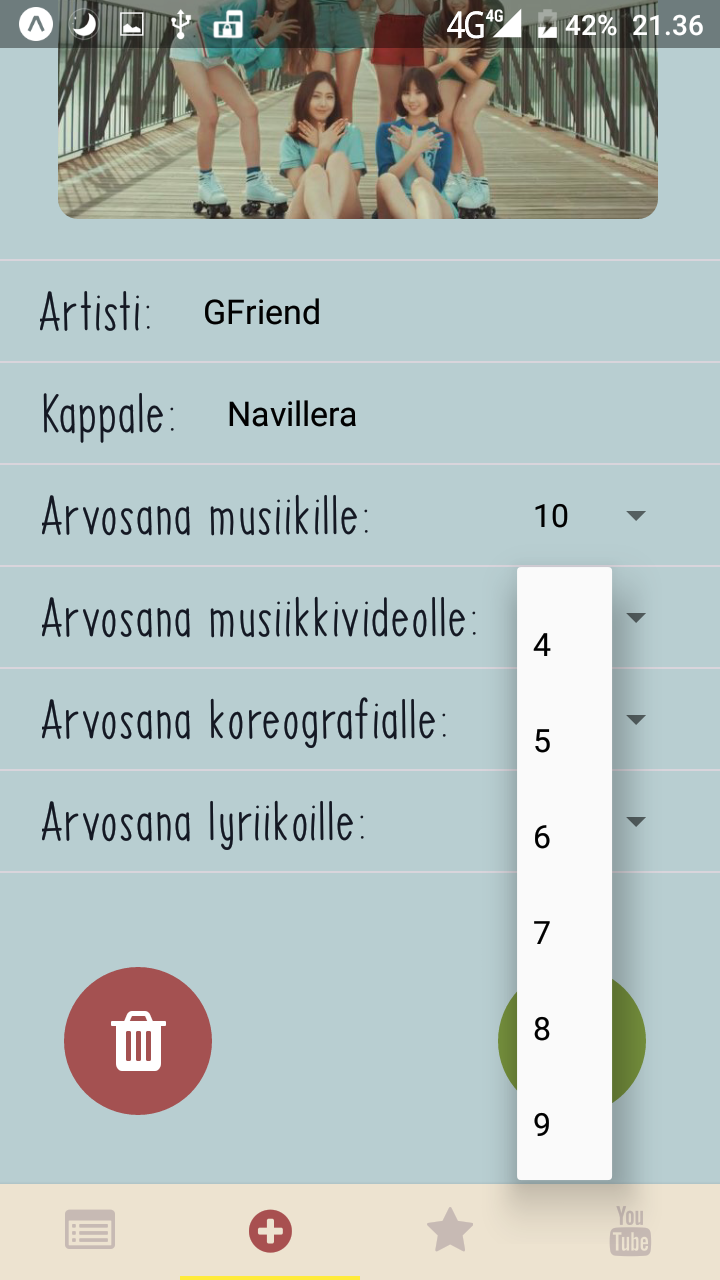 4G 4G 42% 21.36
Artisti: GFriend
Kappale: Navillera
Arvosana musiikille: 10
Arvosana musiikkivideolle:
Arvosana koreografialle:
Arvosana lyriikoille:
4
5
6
7
8
9
You
Tube